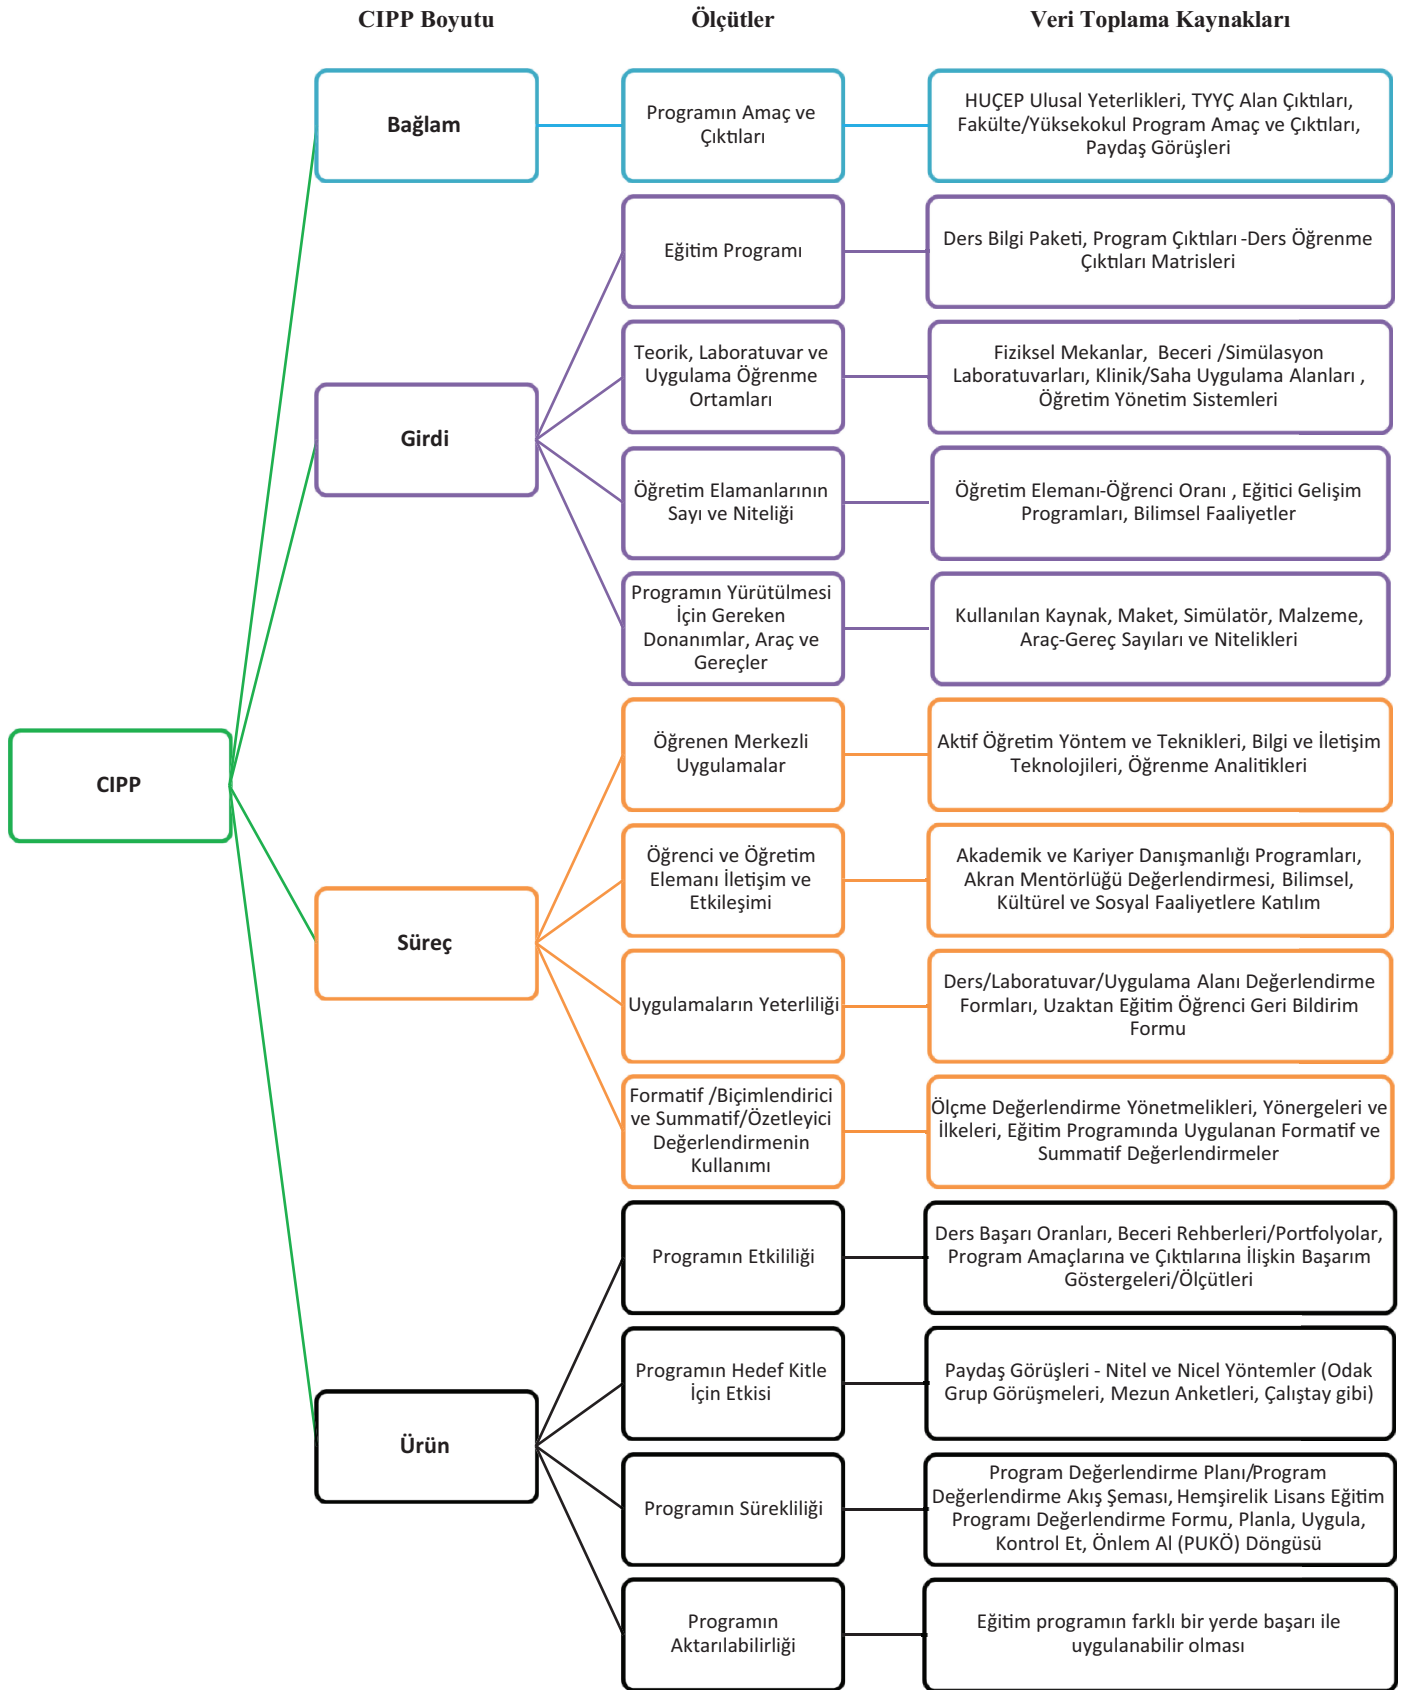 CIPP Boyutu
Ölçütler
Veri Toplama Kaynakları
CIPP
Bağlam
Programın Amaç ve
Çıktıları
HUÇEP Ulusal Yeterlikleri, TYYÇ Alan Çıktıları,
Fakülte/Yüksekokul Program Amaç ve Çıktıları,
Paydaş Görüşleri
Girdi
Eğitim Programı
Ders Bilgi Paketi, Program Çıktıları -Ders Öğrenme
Çıktıları Matrisleri
Teorik, Laboratuvar ve
Uygulama Öğrenme
Ortamları
Fiziksel Mekanlar, Beceri /Simülasyon
Laboratuvarları, Klinik/Saha Uygulama Alanları ,
Öğretim Yönetim Sistemleri
Öğretim Elamanlarının
Sayı ve Niteliği
Öğretim Elemanı-Öğrenci Oranı , Eğitici Gelişim
Programları, Bilimsel Faaliyetler
Programın Yürütülmesi
İçin Gereken
Donanımlar, Araç ve
Gereçler
Kullanılan Kaynak, Maket, Simülatör, Malzeme,
Araç-Gereç Sayıları ve Nitelikleri
Süreç
Öğrenen Merkezli
Uygulamalar
Aktif Öğretim Yöntem ve Teknikleri, Bilgi ve İletişim
Teknolojileri, Öğrenme Analitikleri
Öğrenci ve Öğretim
Elemanı İletişim ve
Etkileşimi
Akademik ve Kariyer Danışmanlığı Programları,
Akran Mentörlüğü Değerlendirmesi, Bilimsel,
Kültürel ve Sosyal Faaliyetlere Katılım
Uygulamaların Yeterliliği
Ders/Laboratuvar/Uygulama Alanı Değerlendirme
Formları, Uzaktan Eğitim Öğrenci Geri Bildirim
Formu
Formatif /Biçimlendirici
ve Summatif/Özetleyici
Değerlendirmenin
Kullanımı
Ölçme Değerlendirme Yönetmelikleri, Yönergeleri ve
İlkeleri, Eğitim Programında Uygulanan Formatif ve
Summatif Değerlendirmeler
Ürün
Programın Etkililiği
Ders Başarı Oranları, Beceri Rehberleri/Portfolyolar,
Program Amaçlarına ve Çıktılarına İlişkin Başarım
Göstergeleri/Ölçütleri
Programın Hedef Kitle
İçin Etkisi
Paydaş Görüşleri - Nitel ve Nicel Yöntemler (Odak
Grup Görüşmeleri, Mezun Anketleri, Çalıştay gibi)
Programın Sürekliliği
Program Değerlendirme Planı/Program
Değerlendirme Akış Şeması, Hemşirelik Lisans Eğitim
Programı Değerlendirme Formu, Planla, Uygula,
Kontrol Et, Önlem Al (PUKÖ) Döngüsü
Programın
Aktarılabilirliği
Eğitim programın farklı bir yerde başarı ile
uygulanabilir olması